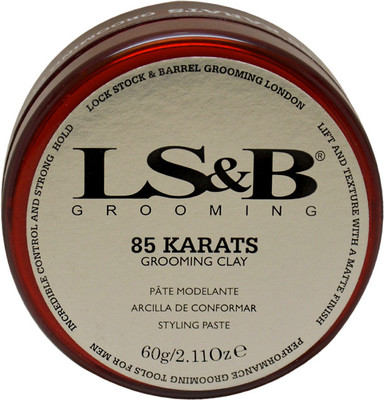 LOCK STOCK & BARREL GROOMING LONDON
LIFT AND TEXTURE WITH A MATTE FINISH
PERFORMANCE GROOMING TOOLS FOR MEN
INCREDIBLE CONTROL AND STRONG HOLD
LS&B®
GROOMING
85 KARATS
GROOMING CLAY
PÂTE MODELANTE
ARCILLA DE CONFORMAR
STYLING PASTE
60g/2.11Oz e